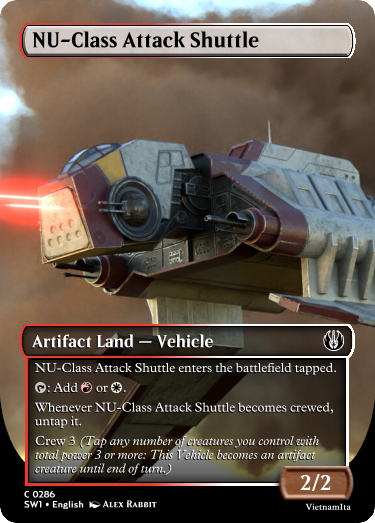 NU-Class Attack Shuttle
Artifact Land — Vehicle
NU-Class Attack Shuttle enters the battlefield tapped.
: Add or .
Whenever NU-Class Attack Shuttle becomes crewed,
untap it.
Crew 3 (Tap any number of creatures you control with
total power 3 or more: This Vehicle becomes an artifact
creature until end of turn.)
2/2
C 0286
SW1 • English ALEX RABBIT
VietnamIta